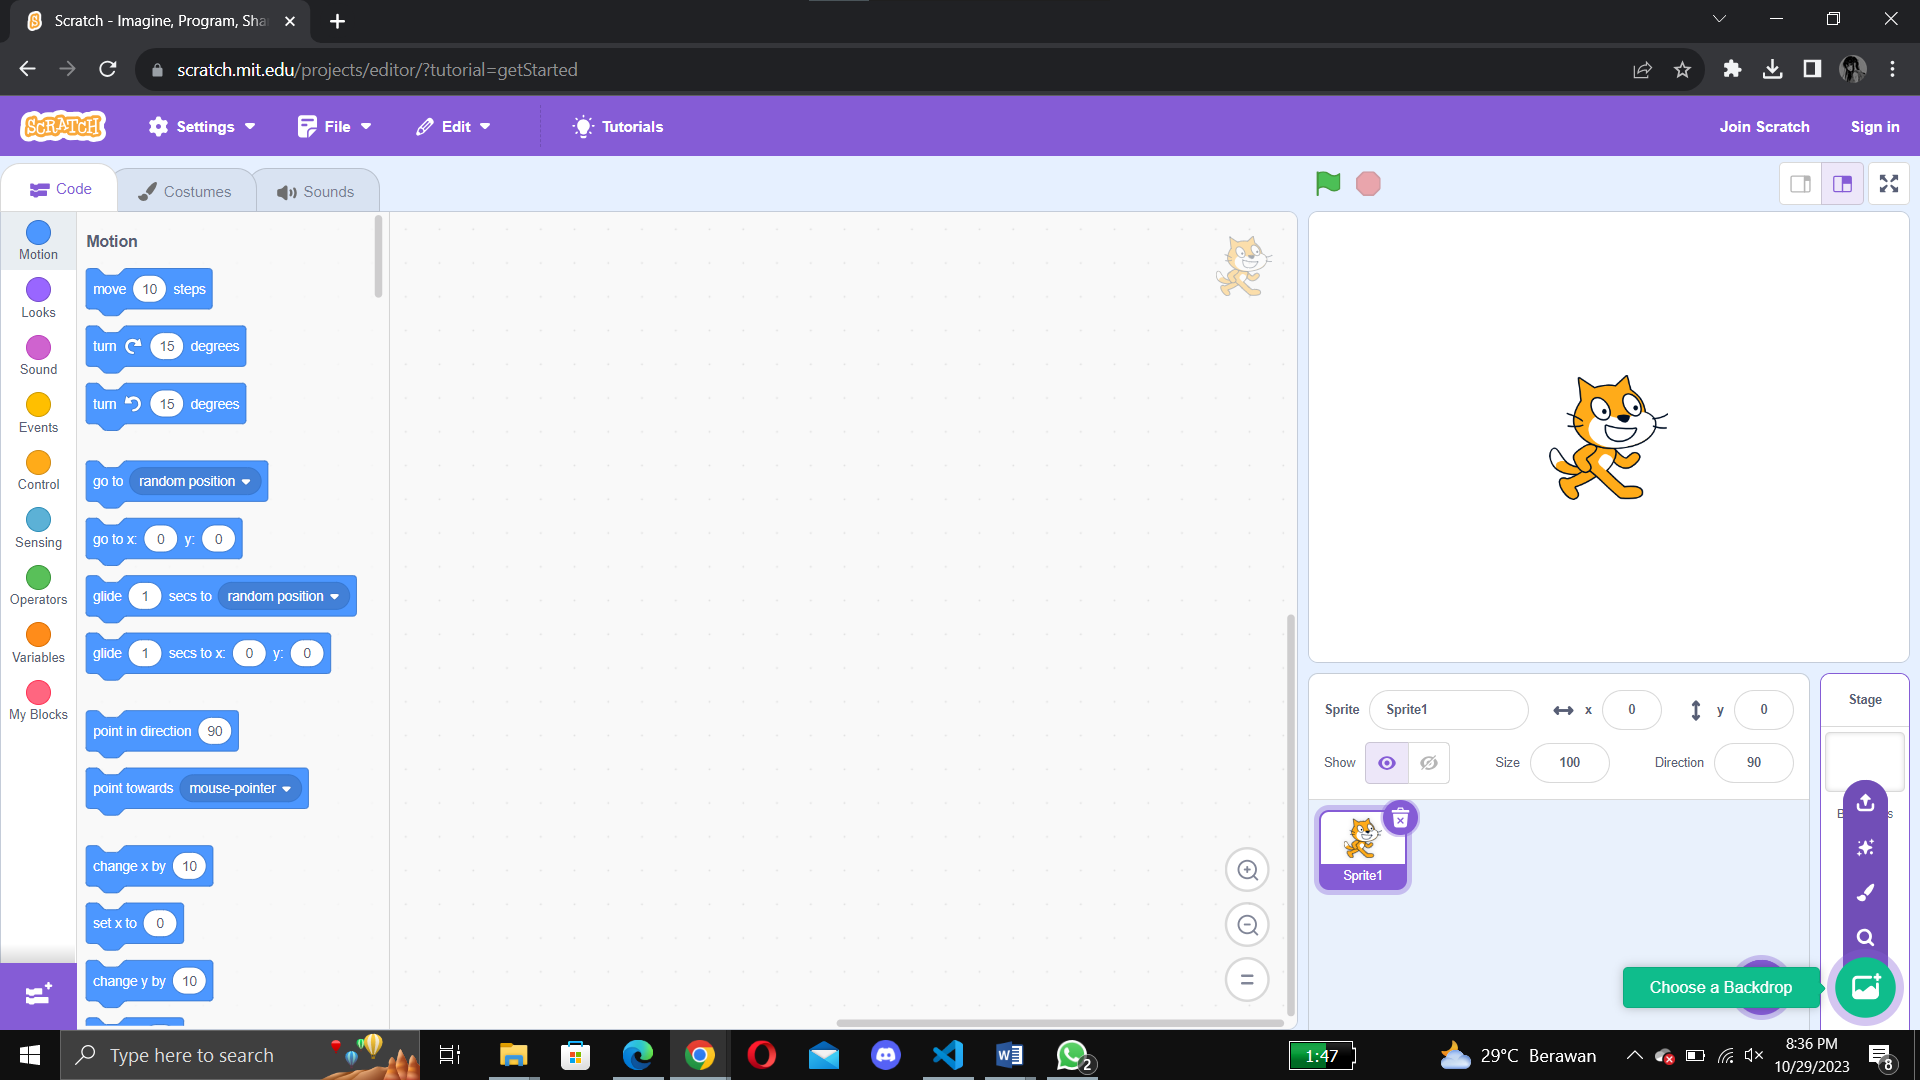 Scratch - Imagine, Program, Sha
scratch.mit.edu/projects/editor/?tutorial=getStarted
SCRATCH
Settings
File
Edit
Tutorials
Join Scratch
Sign in
Code
Costumes
Sounds
Motion
Looks
Sound
Events
Control
Sensing
Operators
Variables
My Blocks
Motion
move 10 steps
turn 15 degrees
turn 15 degrees
go to random position
go to x: 0 y: 0
glide 1 secs to random position
glide 1 secs to x: 0 y: 0
point in direction 90
point towards mouse-pointer
change x by 10
set x to 0
change y by 10
Sprite Sprite1 x 0 y 0
Show Size 100 Direction 90
Sprite1
Stage
Choose a Backdrop
Type here to search
2
1:47
29°C Berawan
8:36 PM
10/29/2023
8